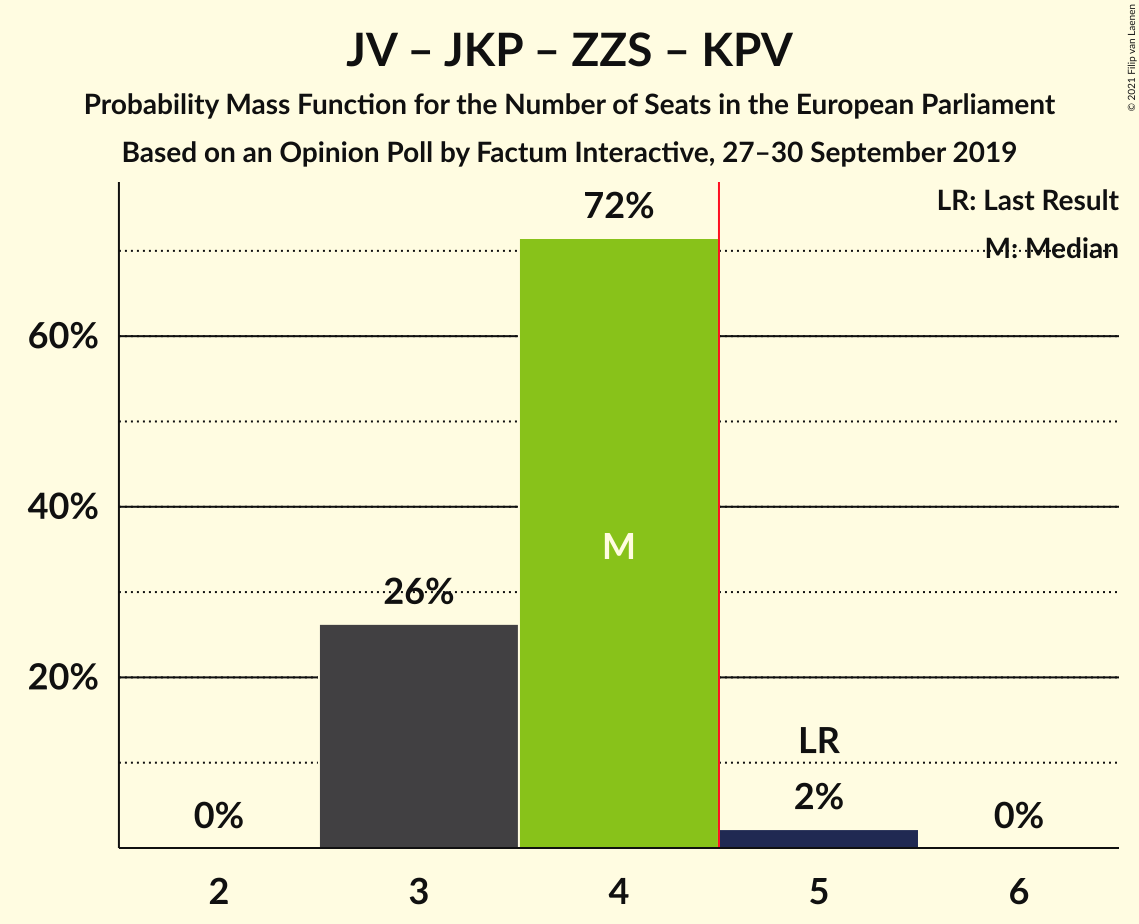 JV – JKP – ZZS – KPV
Probability Mass Function for the Number of Seats in the European Parliament
Based on an Opinion Poll by Factum Interactive, 27–30 September 2019
© 2021 Filip van Laenen
LR: Last Result
M: Median
72%
60%
40%
20%
M
26%
LR
2%
0%
0%
2
3
4
5
6